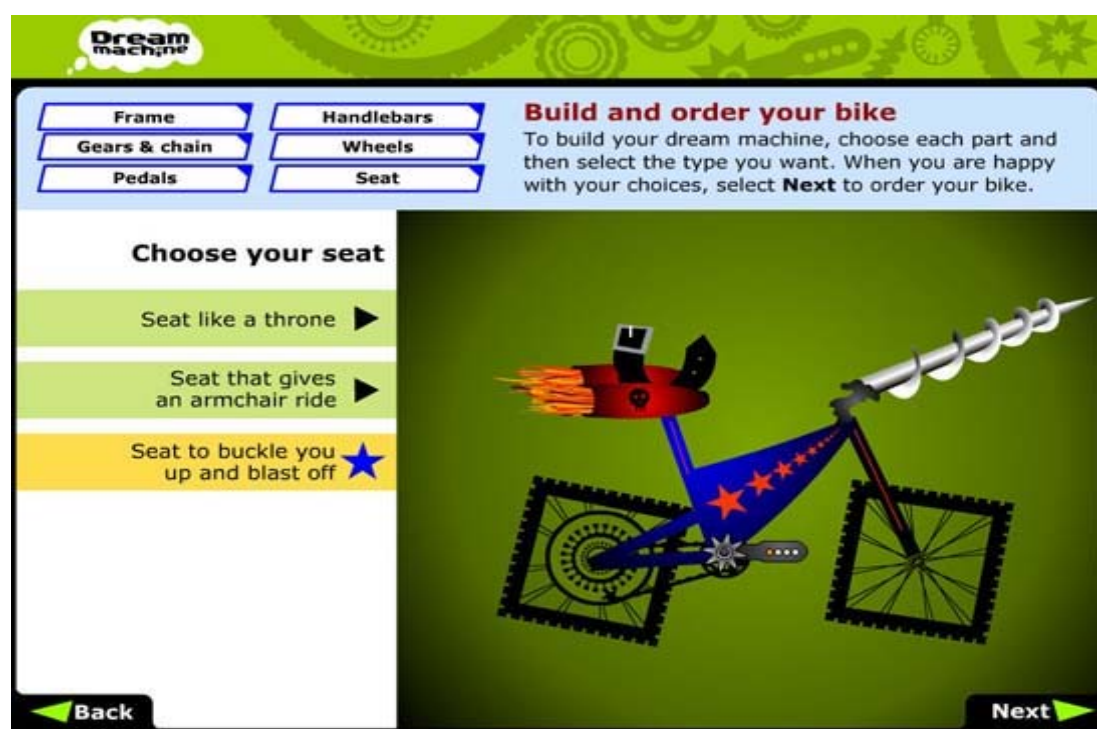 Dream
machine
Frame
Handlebars
Gears & chain
Wheels
Pedals
Seat
Build and order your bike
To build your dream machine, choose each part and
then select the type you want. When you are happy
with your choices, select Next to order your bike.
Choose your seat
Seat like a throne
Seat that gives
an armchair ride
Seat to buckle you
up and blast off
Back
Next